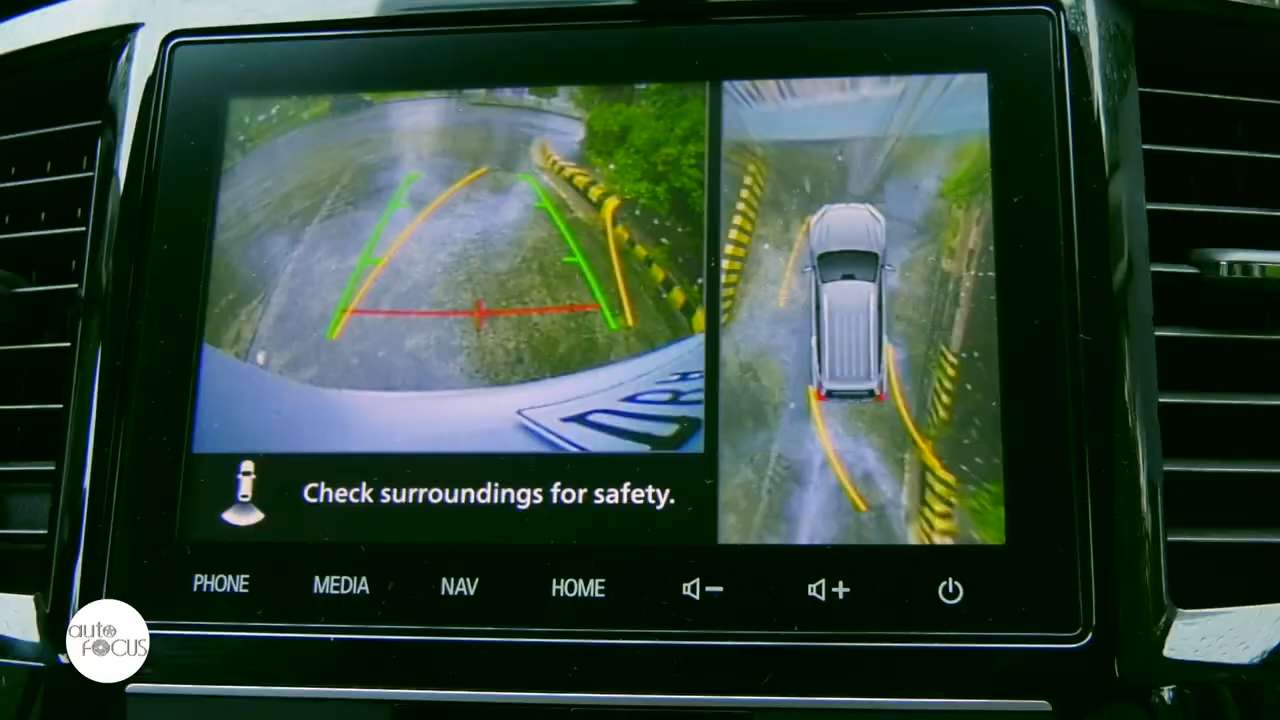 Check surroundings for safety.
PHONE
MEDIA
NAV
HOME
auto
FOCUS